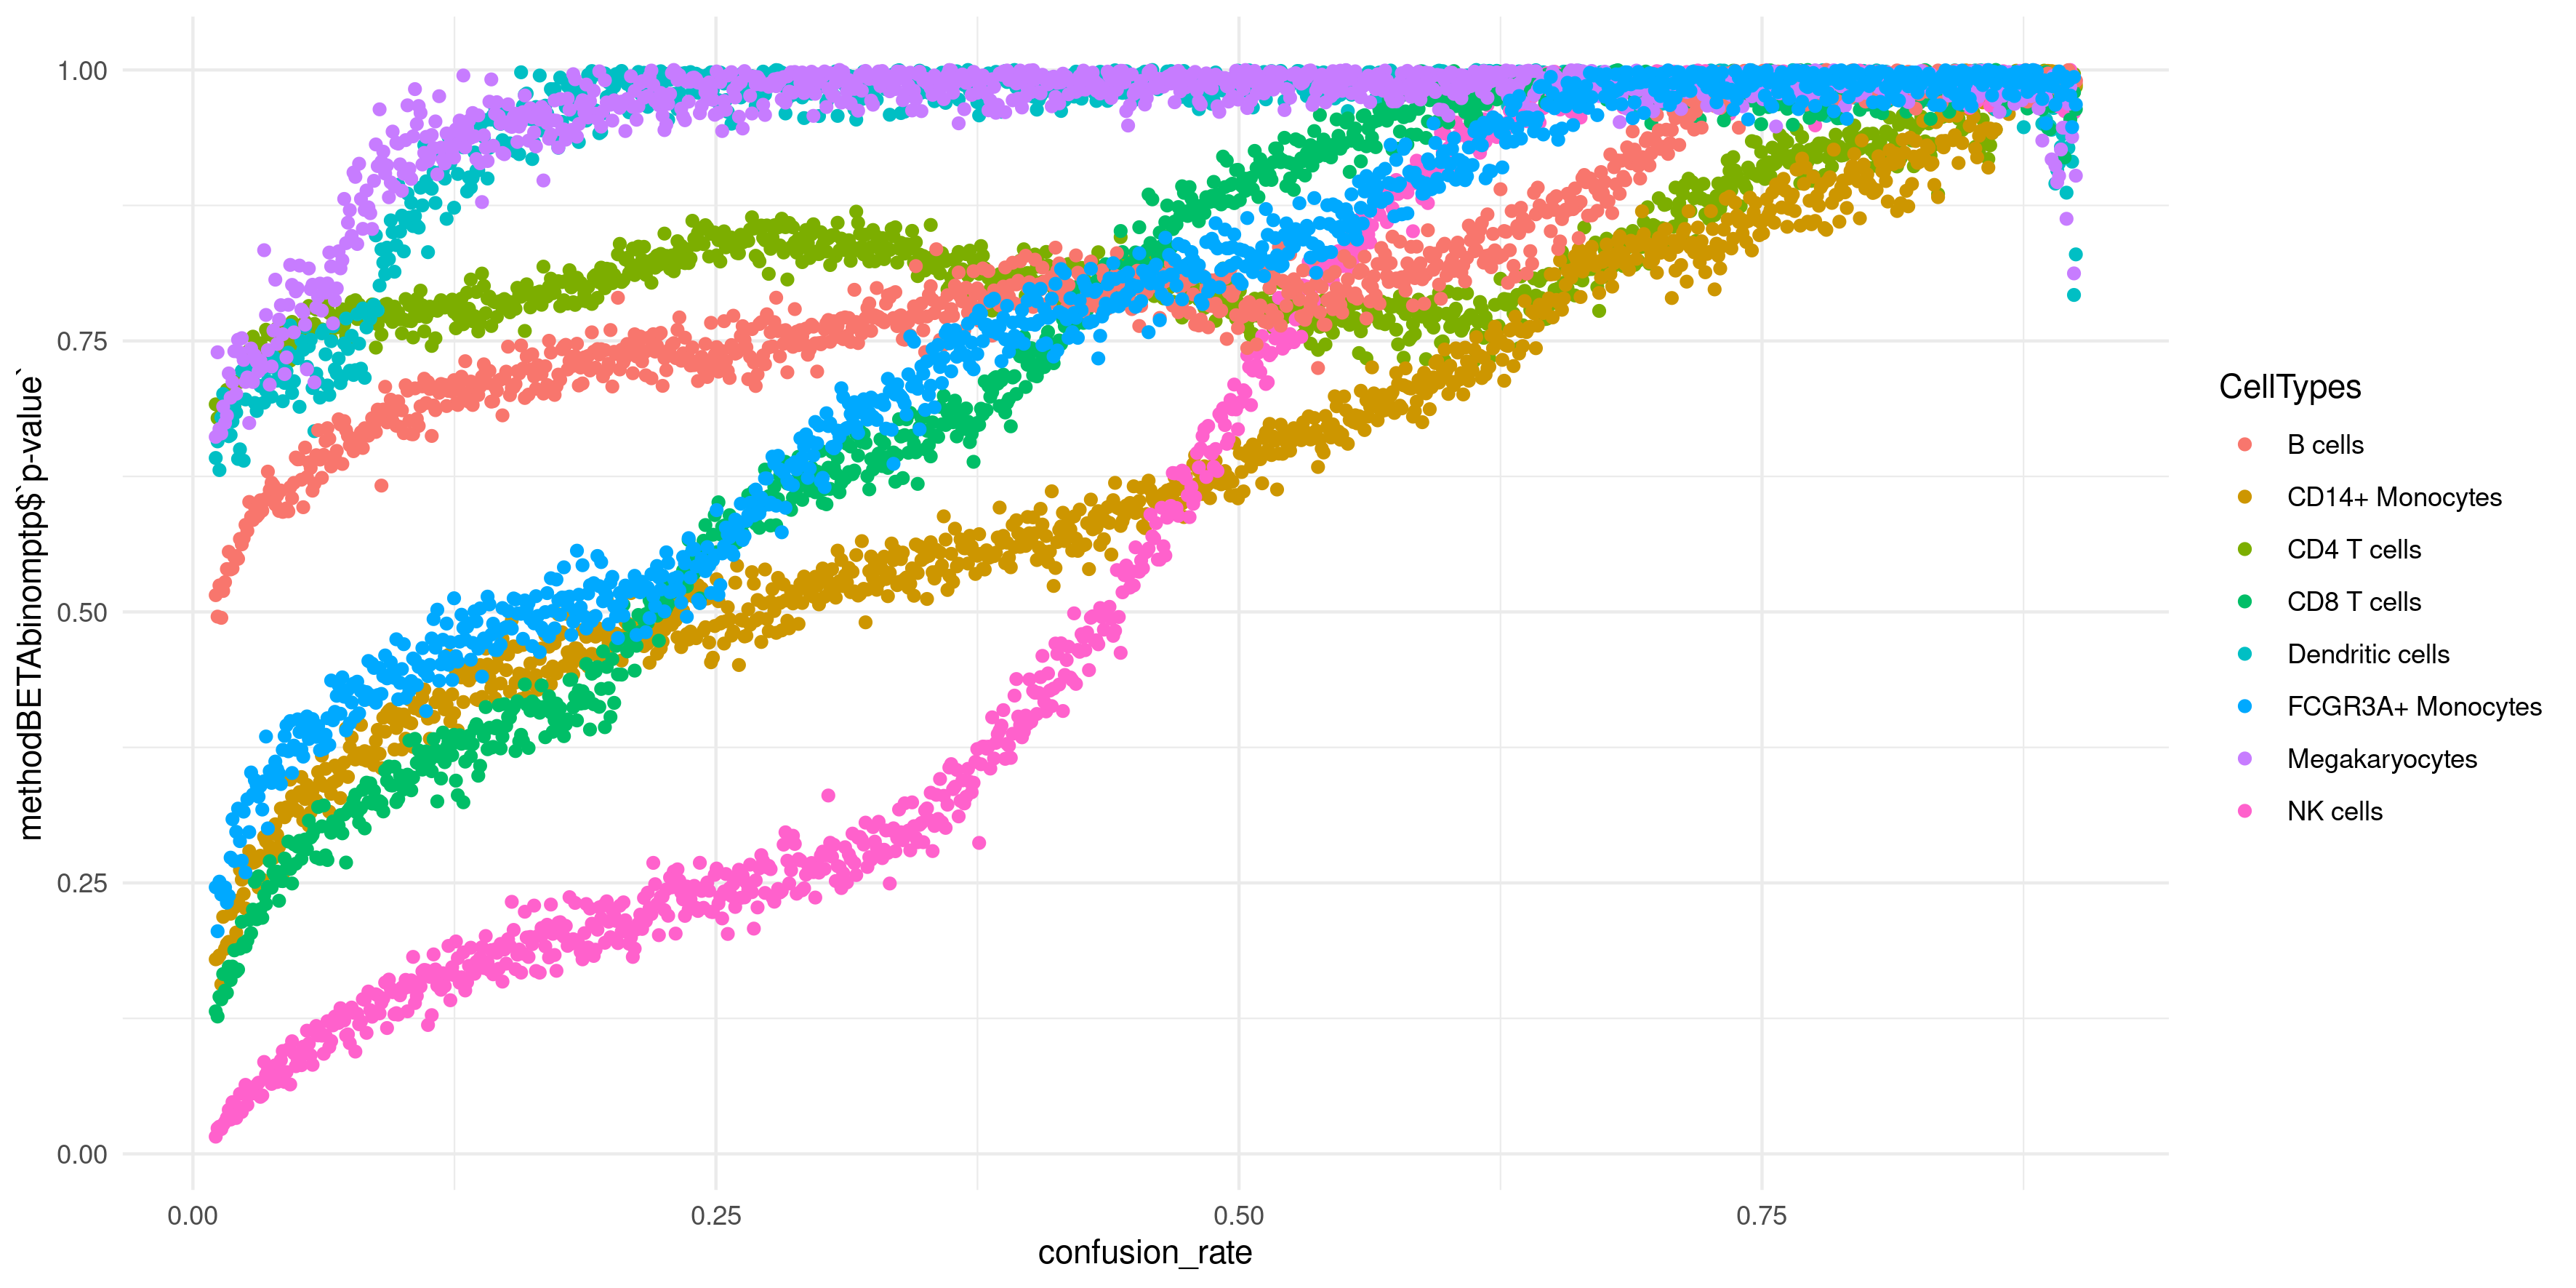 methodBETAbinomptp$`p-value`
1.00
0.75
0.50
0.25
0.00
0.00 0.25 0.50 0.75
confusion_rate
CellTypes
B cells
CD14+ Monocytes
CD4 T cells
CD8 T cells
Dendritic cells
FCGR3A+ Monocytes
Megakaryocytes
NK cells